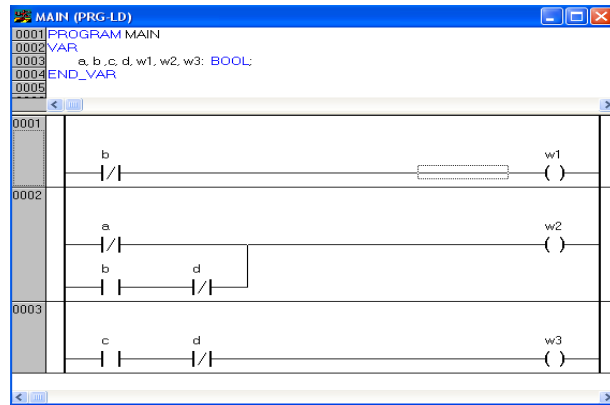 MAIN (PRG-LD)
0001 PROGRAM MAIN
0002 VAR
0003 a, b ,c, d, w1, w2, w3: BOOL;
0004 END_VAR
0005
0001
b w1
0002
a w2
b d
0003
c d w3